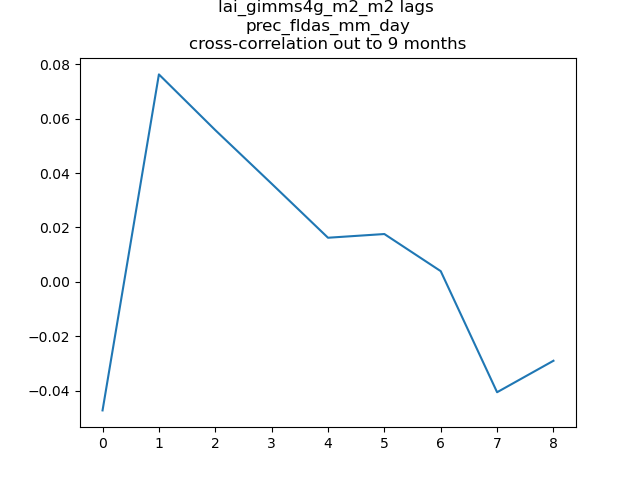 lai_gimms4g_m2_m2 lags
prec_fldas_mm_day
cross-correlation out to 9 months
0.08
0.06
0.04
0.02
0.00
−0.02
−0.04
0 1 2 3 4 5 6 7 8